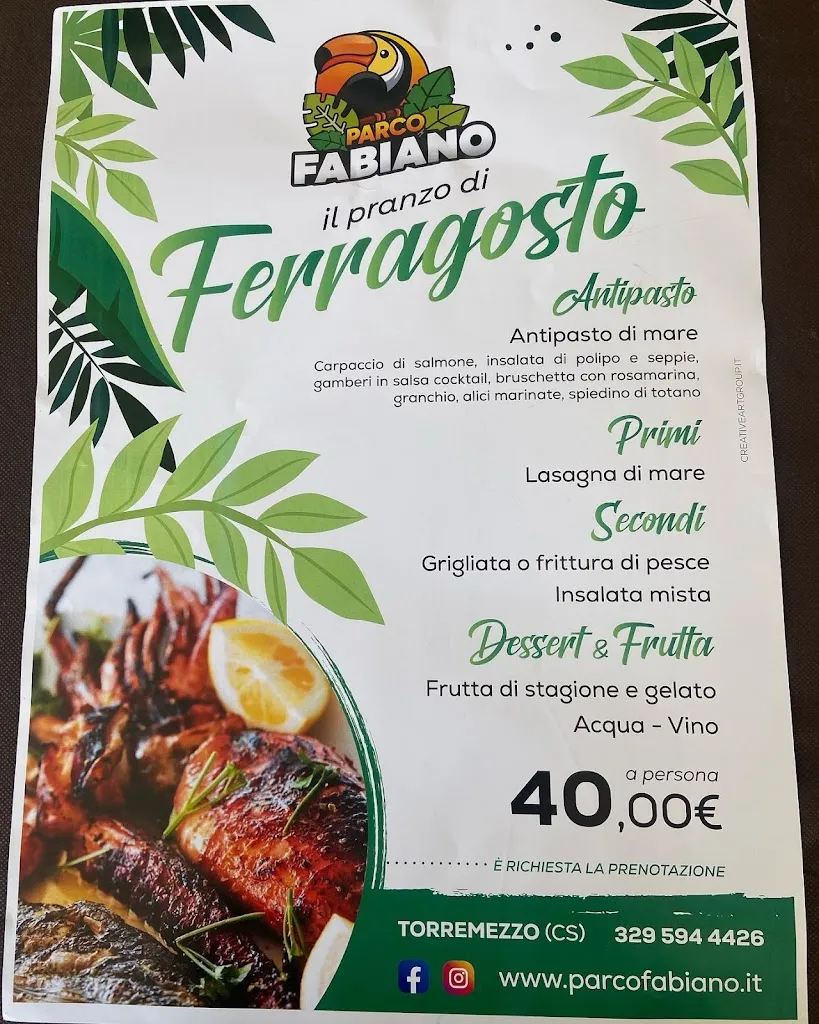 PARCO
FABIANO
il pranzo di
Ferragosto
Antipasto
Antipasto di mare
Carpaccio di salmone, insalata di polipo e seppie,
gamberi in salsa cocktail, bruschetta con rosamarina,
granchio, alici marinate, spiedino di totano
CREATIVEARTGROUP.IT
Primi
Lasagna di mare
Secondi
Grigliata o frittura di pesce
Insalata mista
Dessert & Frutta
Frutta di stagione e gelato
Acqua - Vino
a persona
40,00€
È RICHIESTA LA PRENOTAZIONE
TORREMEZZO (CS) 329 594 4426
www.parcofabiano.it